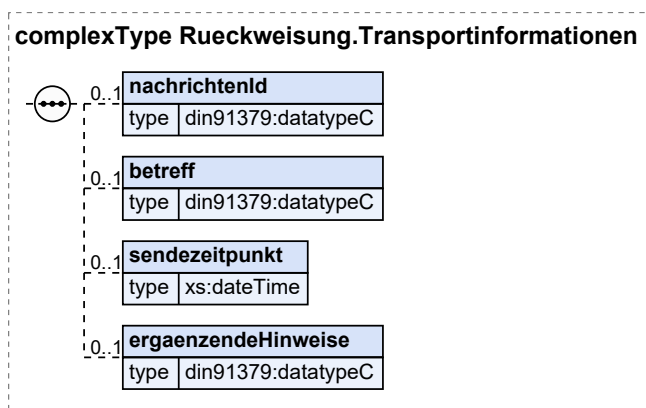 complexType Rueckweisung.Transportinformationen
0..1 nachrichtenId
type din91379:datatypeC
0..1 betreff
type din91379:datatypeC
0..1 sendezeitpunkt
type xs:dateTime
0..1 ergaenzendeHinweise
type din91379:datatypeC